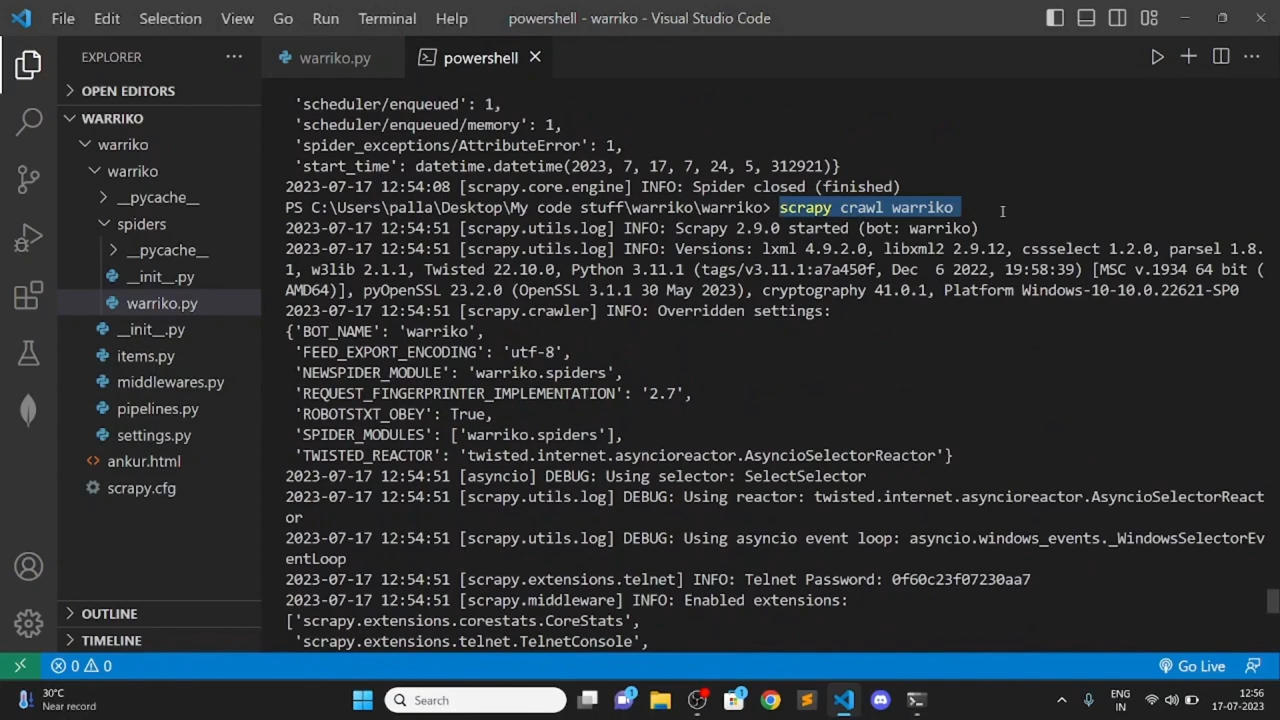 File Edit Selection View Go Run Terminal Help powershell - warriko - Visual Studio Code
EXPLORER
warriko.py
powershell
OPEN EDITORS
WARRIKO
warriko
warriko
__pycache__
spiders
__pycache__
__init__.py
warriko.py
__init__.py
items.py
middlewares.py
pipelines.py
settings.py
ankur.html
scrapy.cfg
OUTLINE
TIMELINE
'scheduler/enqueued': 1,
'scheduler/enqueued/memory': 1,
'spider_exceptions/AttributeError': 1,
'start_time': datetime.datetime(2023, 7, 17, 7, 24, 5, 312921)}
2023-07-17 12:54:08 [scrapy.core.engine] INFO: Spider closed (finished)
PS C:\Users\palla\Desktop\My code stuff\warriko\warriko> scrapy crawl warriko
2023-07-17 12:54:51 [scrapy.utils.log] INFO: Scrapy 2.9.0 started (bot: warriko)
2023-07-17 12:54:51 [scrapy.utils.log] INFO: Versions: lxml 4.9.2.0, libxml2 2.9.12, cssselect 1.2.0, parsel 1.8.
1, w3lib 2.1.1, Twisted 22.10.0, Python 3.11.1 (tags/v3.11.1:a7a450f, Dec  6 2022, 19:58:39) [MSC v.1934 64 bit (
AMD64)], pyOpenSSL 23.2.0 (OpenSSL 3.1.1 30 May 2023), cryptography 41.0.1, Platform Windows-10-10.0.22621-SP0
2023-07-17 12:54:51 [scrapy.crawler] INFO: Overridden settings:
{'BOT_NAME': 'warriko',
'FEED_EXPORT_ENCODING': 'utf-8',
'NEWSPIDER_MODULE': 'warriko.spiders',
'REQUEST_FINGERPRINTER_IMPLEMENTATION': '2.7',
'ROBOTSTXT_OBEY': True,
'SPIDER_MODULES': ['warriko.spiders'],
'TWISTED_REACTOR': 'twisted.internet.asyncioreactor.AsyncioSelectorReactor'}
2023-07-17 12:54:51 [asyncio] DEBUG: Using selector: SelectSelector
2023-07-17 12:54:51 [scrapy.utils.log] DEBUG: Using reactor: twisted.internet.asyncioreactor.AsyncioSelectorReact
or
2023-07-17 12:54:51 [scrapy.utils.log] DEBUG: Using asyncio event loop: asyncio.windows_events._WindowsSelectorEv
entLoop
2023-07-17 12:54:51 [scrapy.extensions.telnet] INFO: Telnet Password: 0f60c23f07230aa7
2023-07-17 12:54:51 [scrapy.middleware] INFO: Enabled extensions:
['scrapy.extensions.corestats.CoreStats',
'scrapy.extensions.telnet.TelnetConsole',
0 0 Go Live
30°C
Near record
Search
1
1
ENG
IN
12:56
17-07-2023